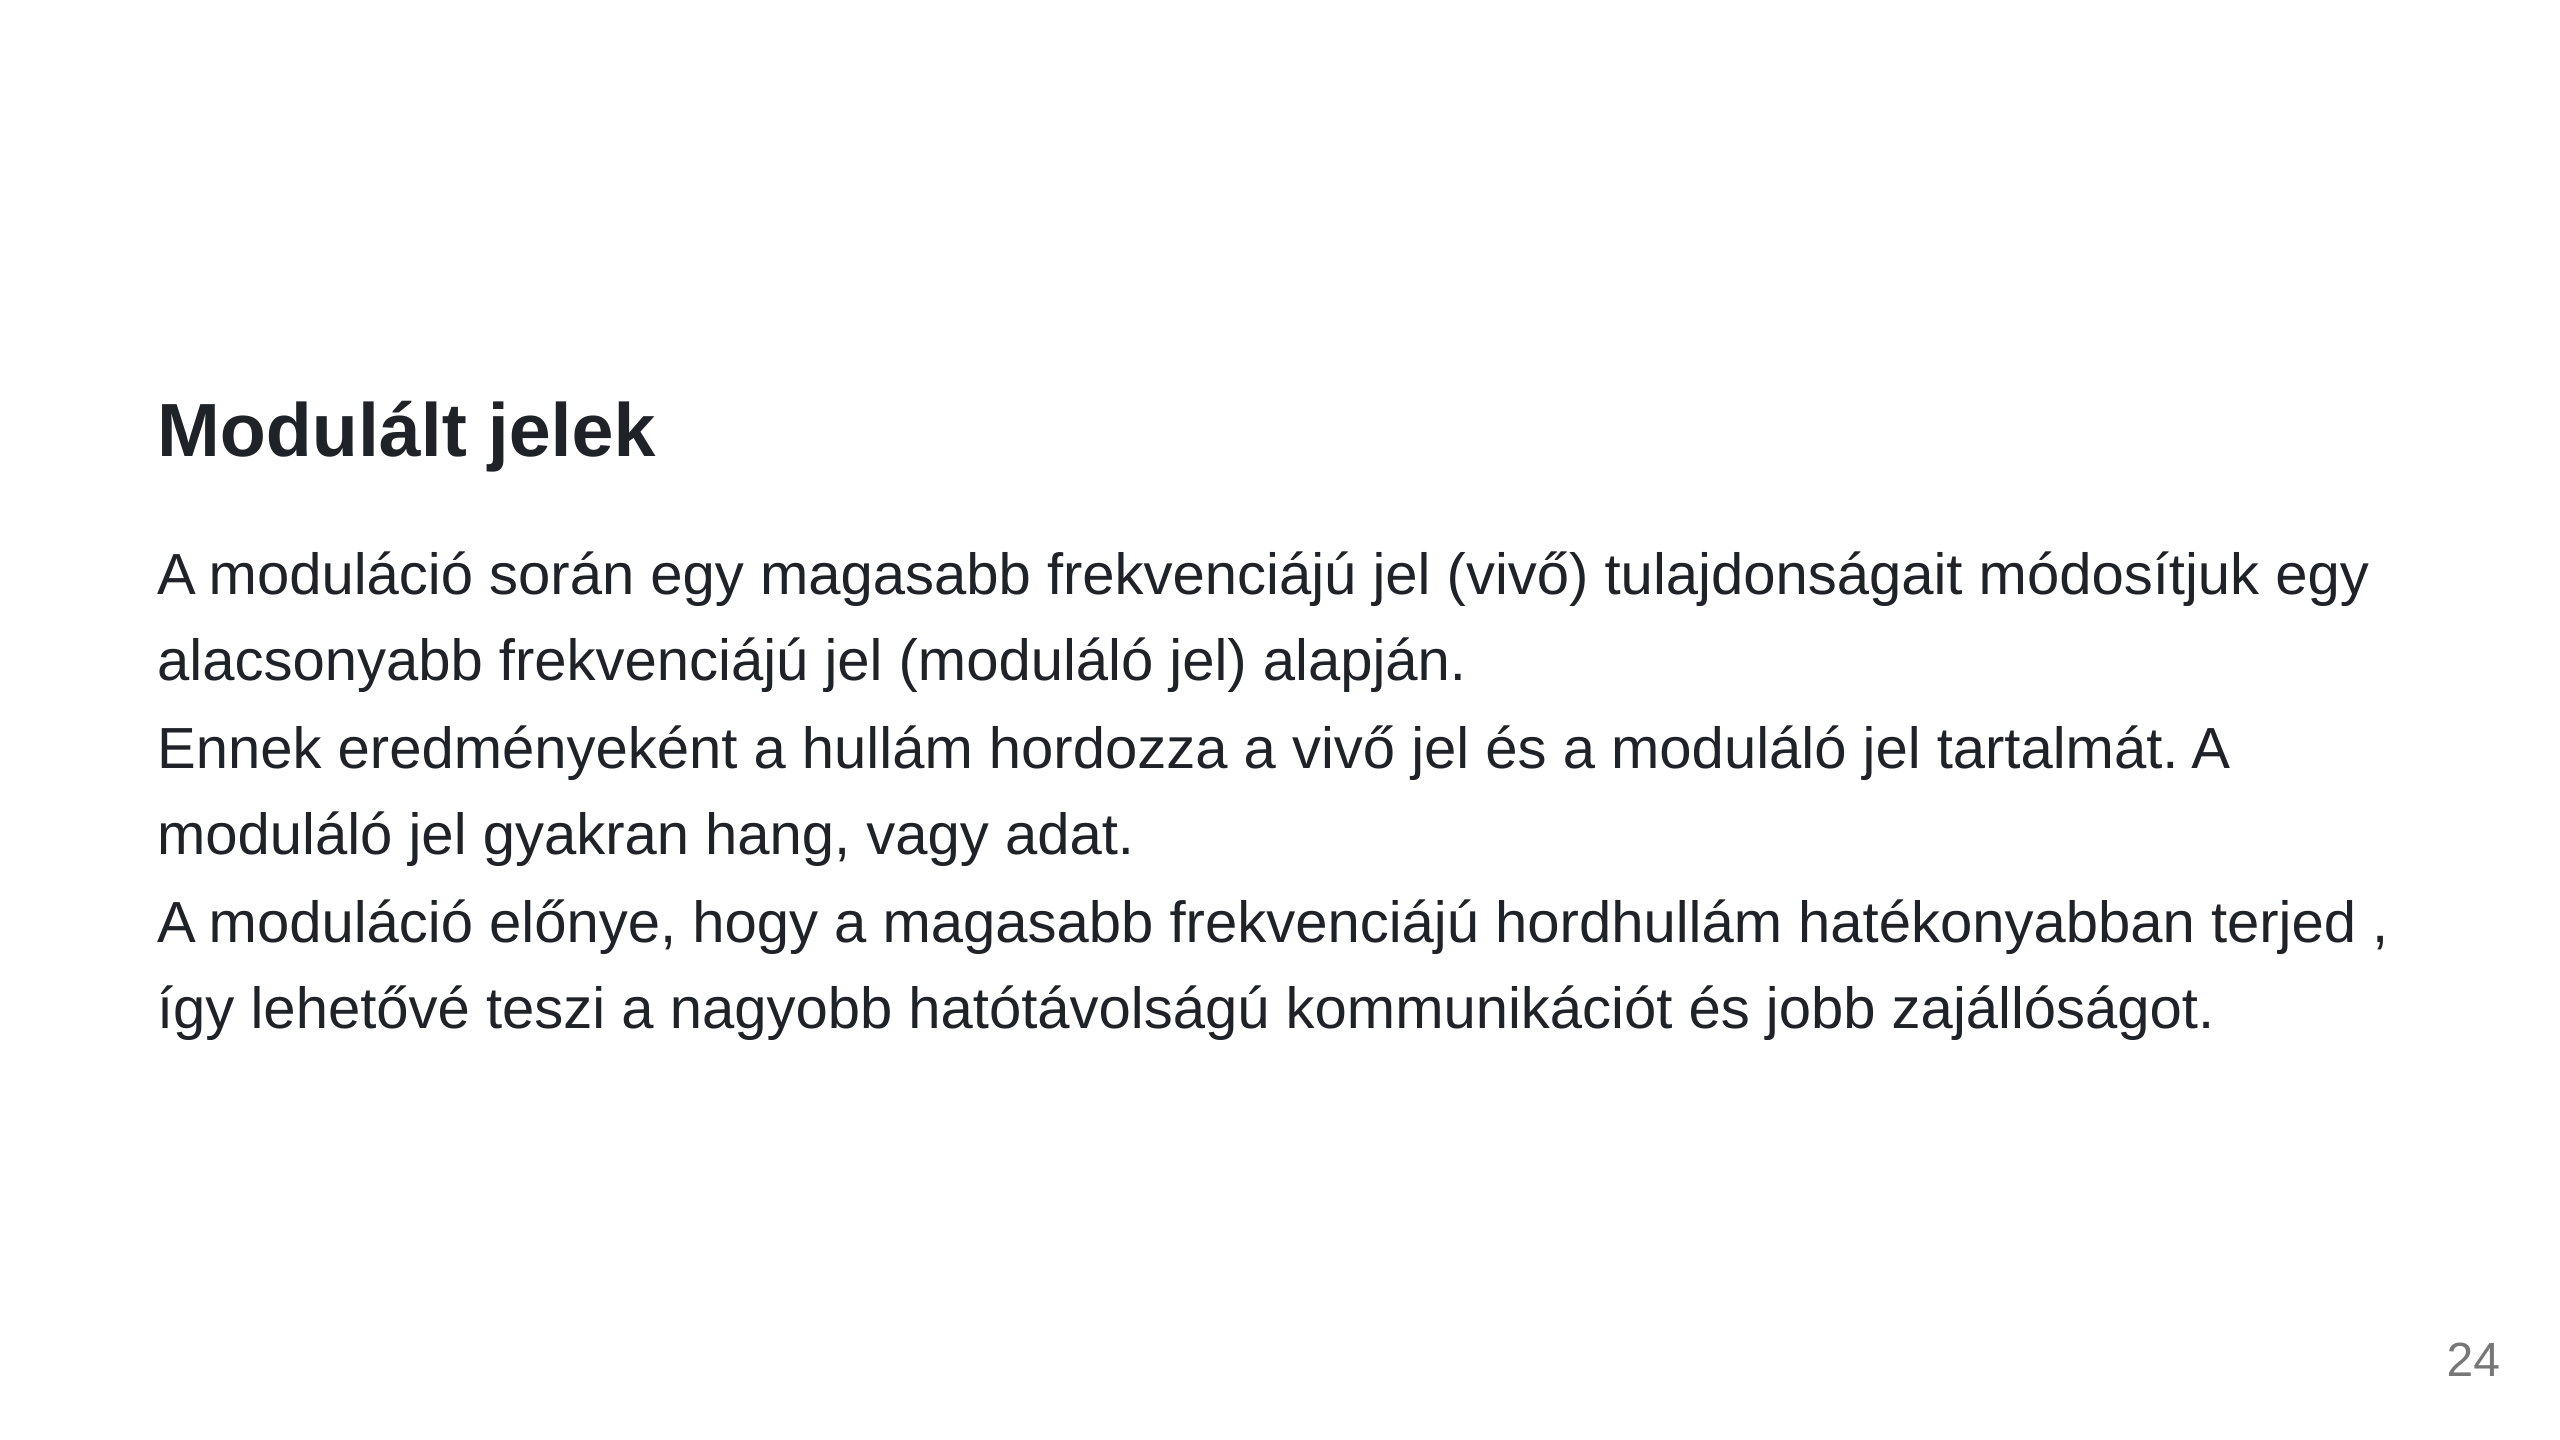 Modulált jelek
A moduláció során egy magasabb frekvenciájú jel (vivő) tulajdonságait módosítjuk egy
alacsonyabb frekvenciájú jel (moduláló jel) alapján.
Ennek eredményeként a hullám hordozza a vivő jel és a moduláló jel tartalmát. A
moduláló jel gyakran hang, vagy adat.
A moduláció előnye, hogy a magasabb frekvenciájú hordhullám hatékonyabban terjed ,
így lehetővé teszi a nagyobb hatótávolságú kommunikációt és jobb zajállóságot.
24